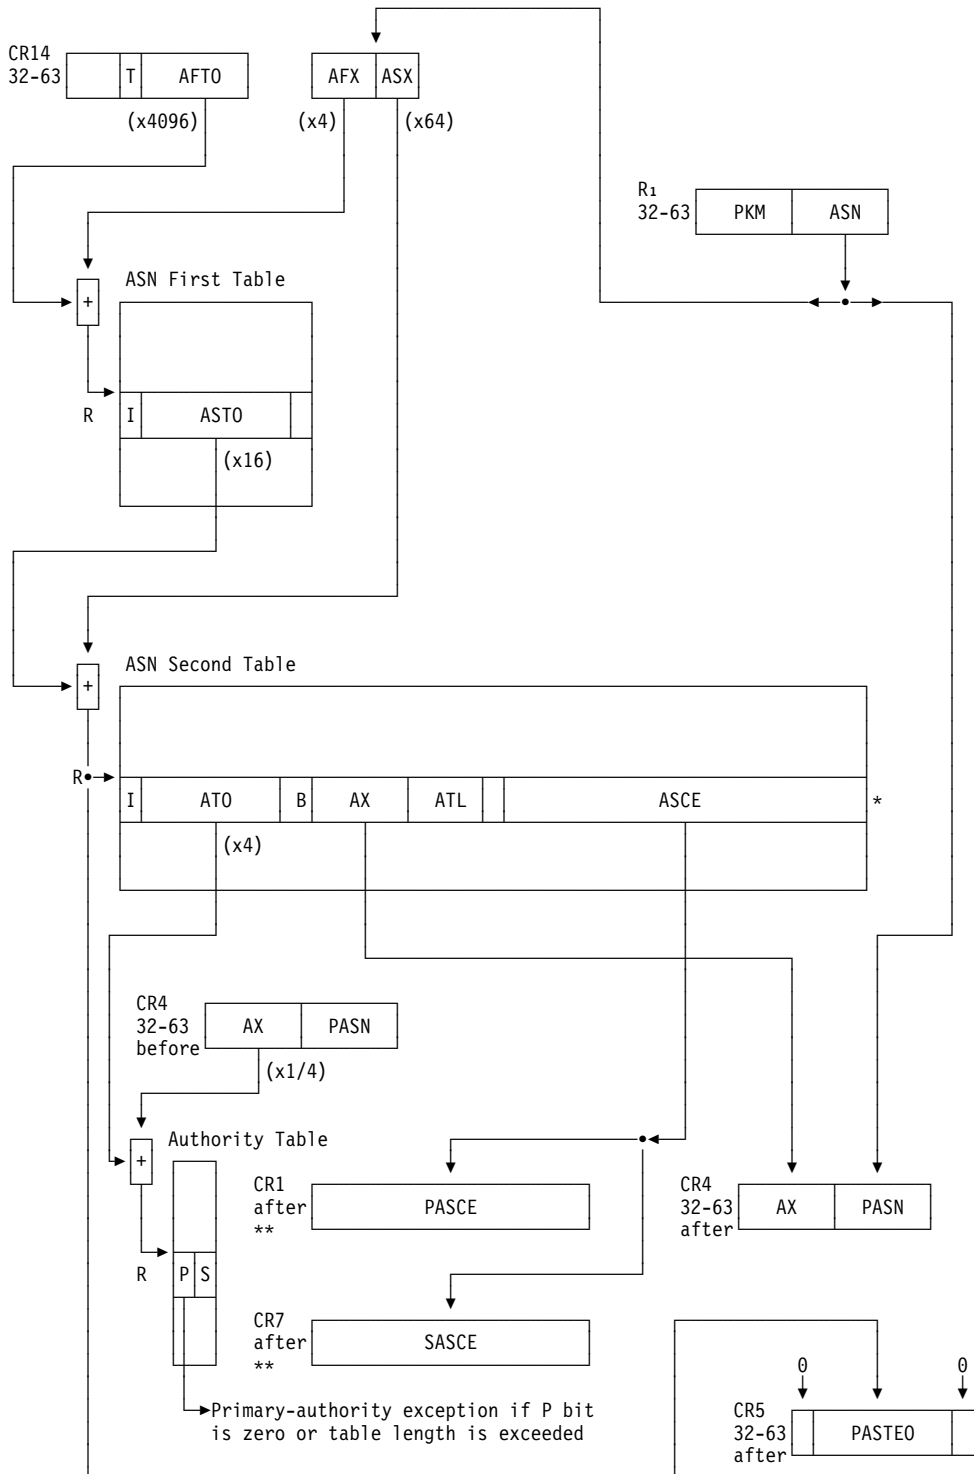 CR14
32-63
T AFTO
AFX ASX
(x4096) (x4) (x64)
R1
32-63
PKM ASN
ASN First Table
+
R
I ASTO
(x16)
ASN Second Table
+
R
I ATO B AX ATL ASCE *
(x4)
CR4
32-63
before
AX PASN
(x1/4)
Authority Table
+
R
P S
CR1
after
**
PASCE
CR4
32-63
after
AX PASN
CR7
after
**
SASCE
Primary-authority exception if P bit
is zero or table length is exceeded
0 0
CR5
32-63
after
PASTEO